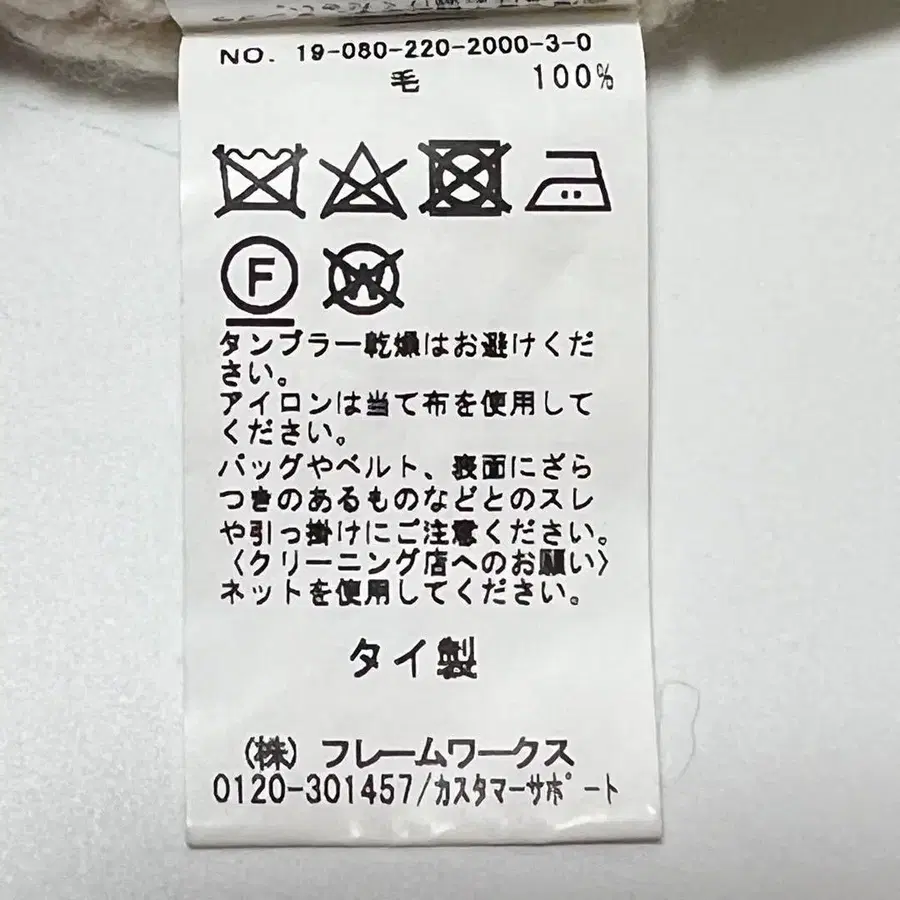 NO. 19-080-220-2000-3-0
毛 100%
F
W
タンブラー乾燥はお避けくだ
さい。
アイロンは当て布を使用して
ください。
バッグやベルト、表面にざら
つきのあるものなどとのスレ
や引っ掛けにご注意ください。
〈クリーニング店へのお願い〉
ネットを使用してください。
タイ製
(株) フレームワークス
0120-301457/カスタマーサポート